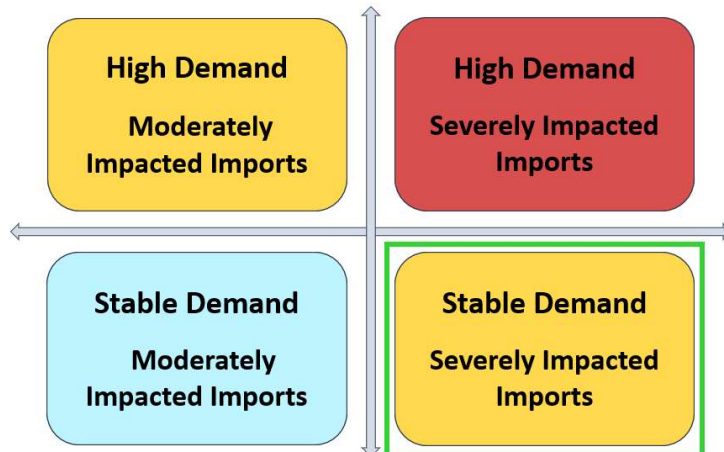 High Demand
Moderately
Impacted Imports
High Demand
Severely Impacted
Imports
Stable Demand
Moderately
Impacted Imports
Stable Demand
Severely Impacted
Imports